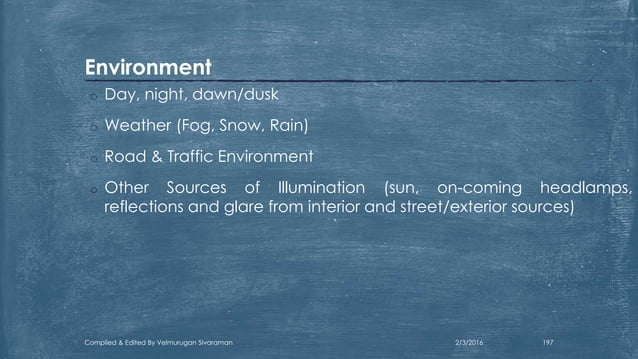 Environment
o Day, night, dawn/dusk
o Weather (Fog, Snow, Rain)
o Road & Traffic Environment
o Other Sources of Illumination (sun, on-coming headlamps,
reflections and glare from interior and street/exterior sources)
Complied & Edited By Velmurugan Sivaraman 2/3/2016 197